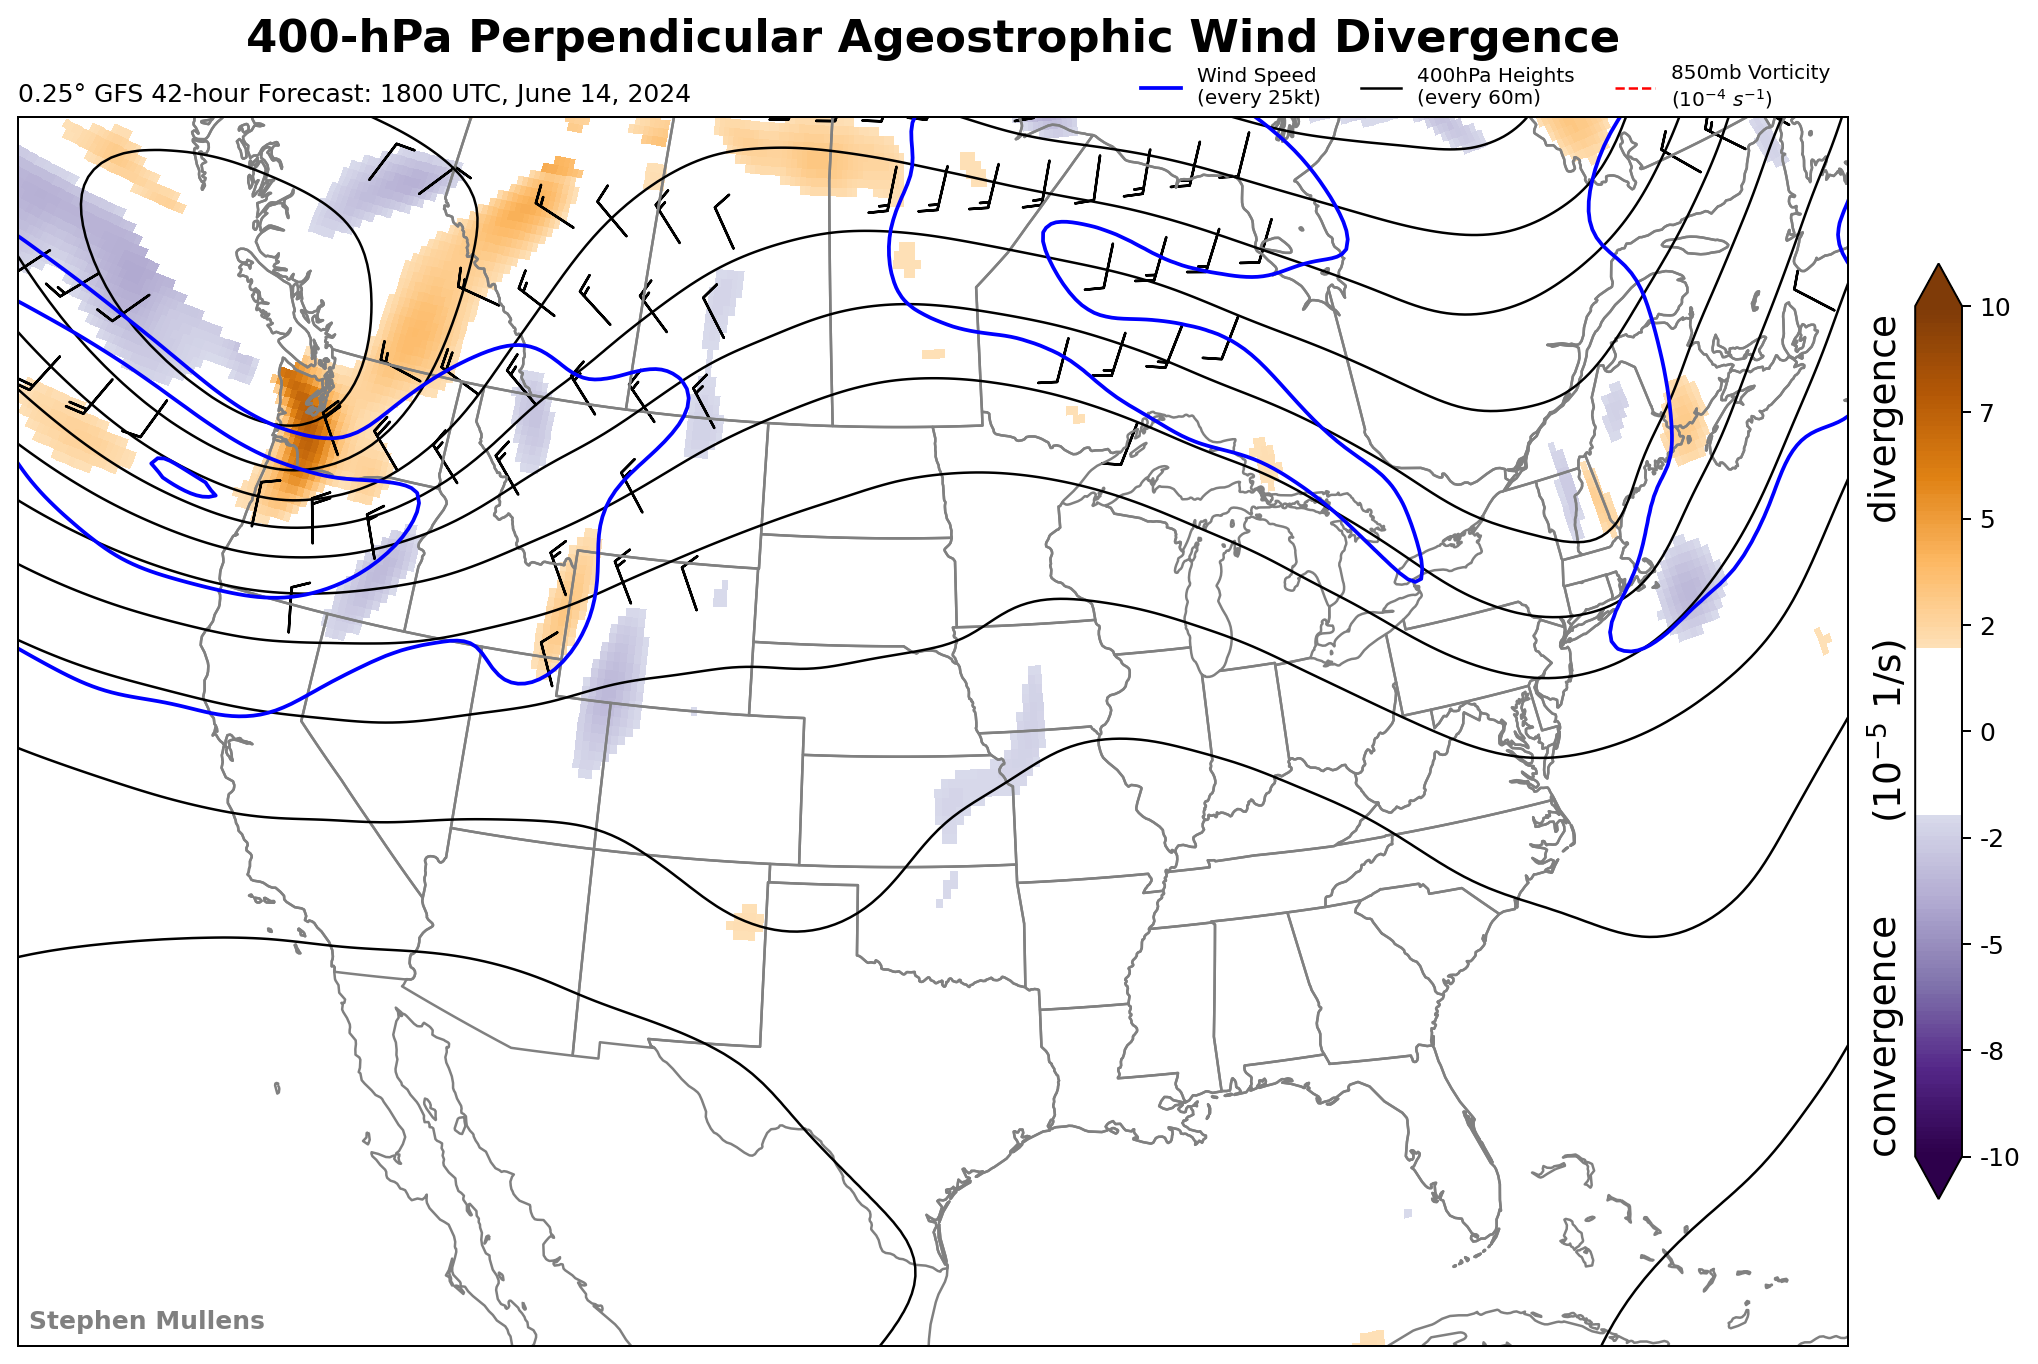 400-hPa Perpendicular Ageostrophic Wind Divergence
0.25° GFS 42-hour Forecast: 1800 UTC, June 14, 2024
Wind Speed
(every 25kt)
400hPa Heights
(every 60m)
850mb Vorticity
(10⁻⁴ s⁻¹)
10
7
5
2
0
-2
-5
-8
-10
convergence (10⁻⁵ 1/s) divergence
Stephen Mullens